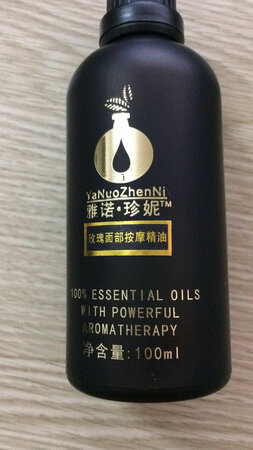 YaNuoZhenNi
雅诺·珍妮™
玫瑰面部按摩精油
100% ESSENTIAL OILS
WITH POWERFUL
AROMATHERAPY
净含量:100ml